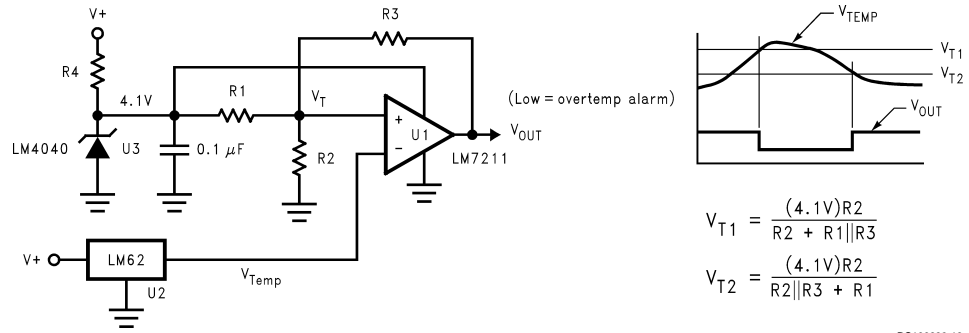 V+
R4
4.1V
LM4040
U3
0.1 μF
R1
V_T
R2
R3
+
U1
−
LM7211
V_OUT
(Low = overtemp alarm)
V+
LM62
U2
V_Temp
V_TEMP
V_T1
V_T2
V_OUT
V_T1 = (4.1V)R2 / R2 + R1||R3
V_T2 = (4.1V)R2 / R2||R3 + R1